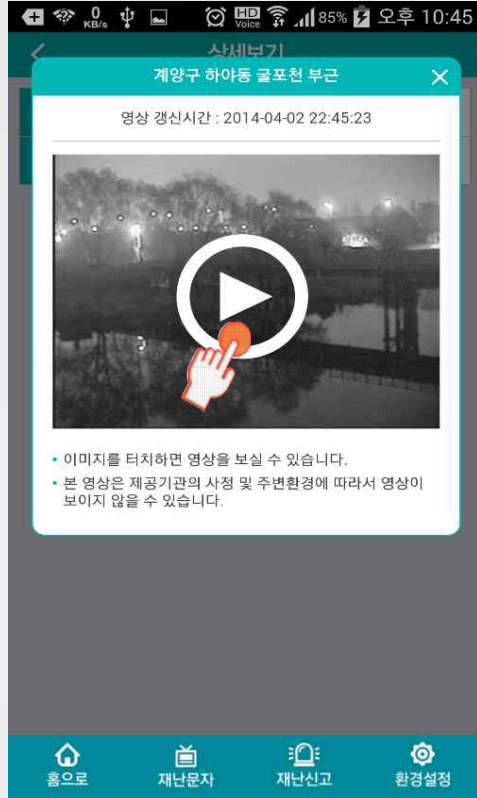 0
KB/s
HD
Voice
85%
오후 10:45
상세보기
계양구 하야동 굴포천 부근
영상 갱신시간 : 2014-04-02 22:45:23
• 이미지를 터치하면 영상을 보실 수 있습니다.
• 본 영상은 제공기관의 사정 및 주변환경에 따라서 영상이
보이지 않을 수 있습니다.
홈으로
재난문자
재난신고
환경설정